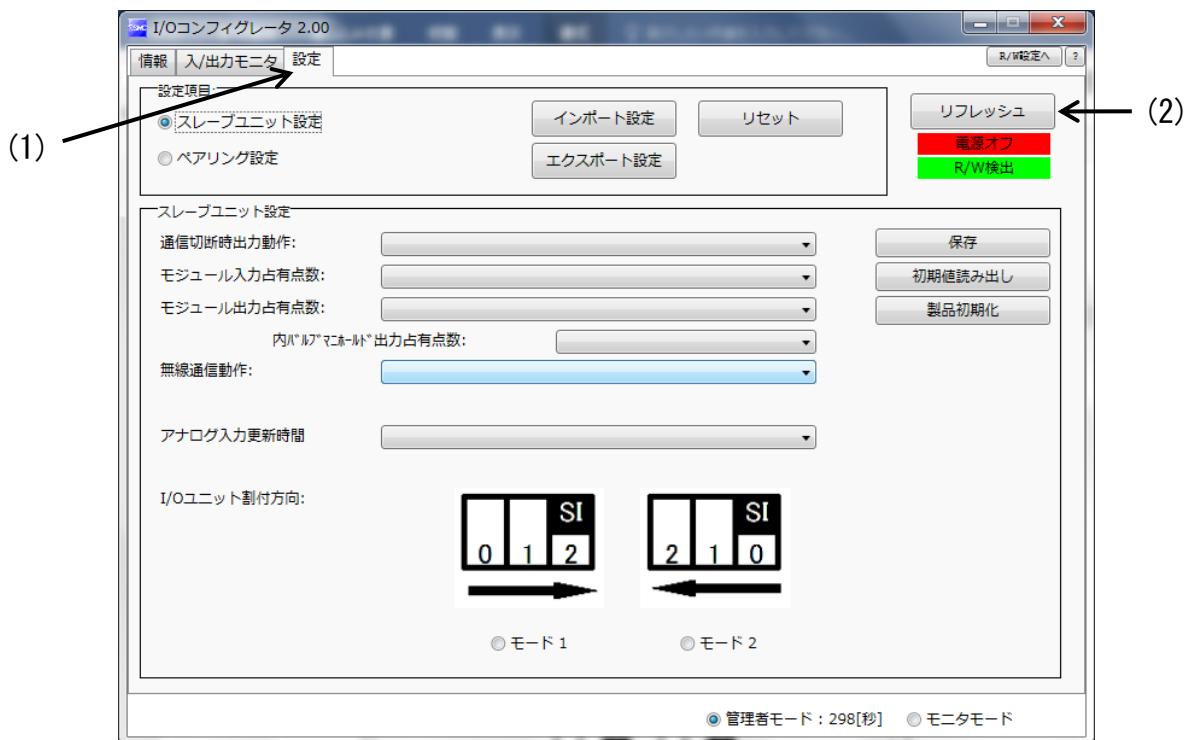 SMC I/Oコンフィグレータ 2.00
情報 入/出力モニタ 設定 R/W設定へ ?
設定項目:
スレーブユニット設定 インポート設定 リセット リフレッシュ (2)
(1)
電源オフ
ペアリング設定 エクスポート設定
R/W検出
スレーブユニット設定
通信切断時出力動作: 保存
モジュール入力占有点数: 初期値読み出し
モジュール出力占有点数: 製品初期化
内ﾊﾞﾙﾌﾞﾏﾆﾎｰﾙﾄﾞ出力占有点数:
無線通信動作:
アナログ入力更新時間
I/Oユニット割付方向:
SI SI
0 1 2 2 1 0
モード 1 モード 2
管理者モード : 298[秒] モニタモード